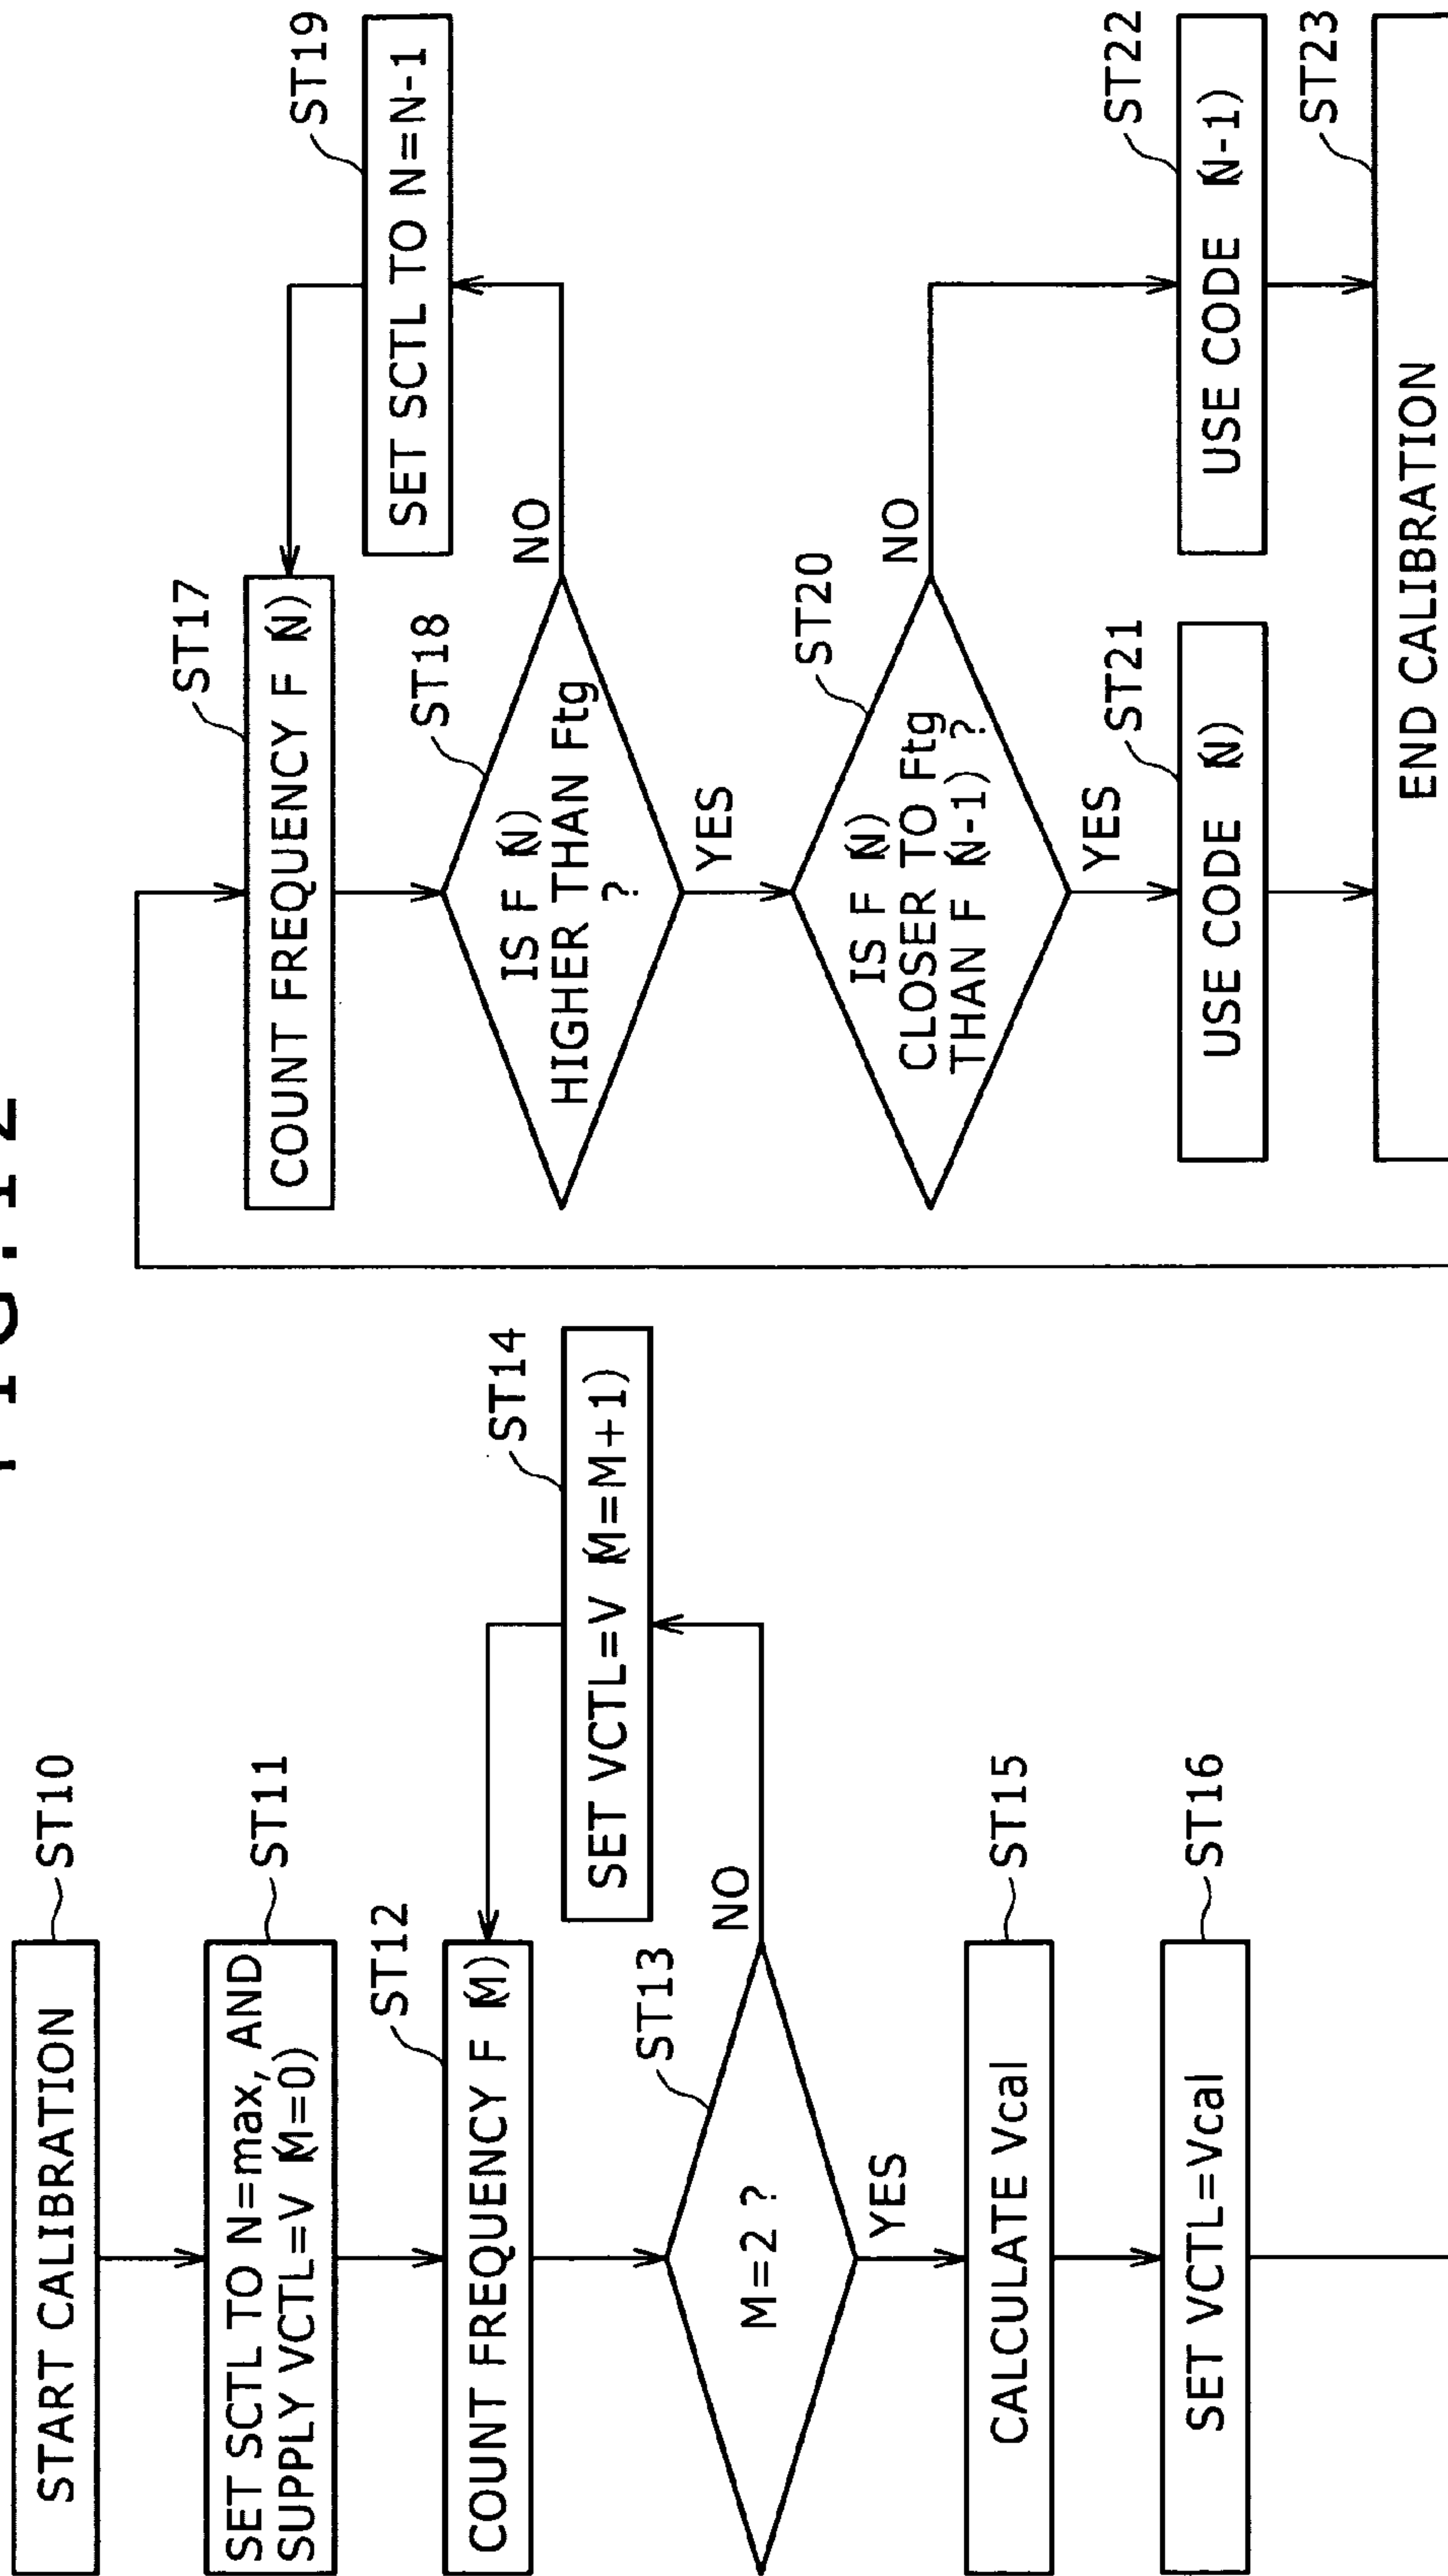 FIG.12
START CALIBRATION
ST10
SET SCTL TO N=max, AND
SUPPLY VCTL=V (M=0)
ST11
COUNT FREQUENCY F (M)
ST12
M=2 ?
ST13
NO
YES
SET VCTL=V (M=M+1)
ST14
CALCULATE Vcal
ST15
SET VCTL=Vcal
ST16
COUNT FREQUENCY F (N)
ST17
IS F (N)
HIGHER THAN Ftg
?
ST18
NO
YES
SET SCTL TO N=N-1
ST19
IS F (N)
CLOSER TO Ftg
THAN F (N-1) ?
ST20
NO
YES
USE CODE (N)
ST21
USE CODE (N-1)
ST22
END CALIBRATION
ST23